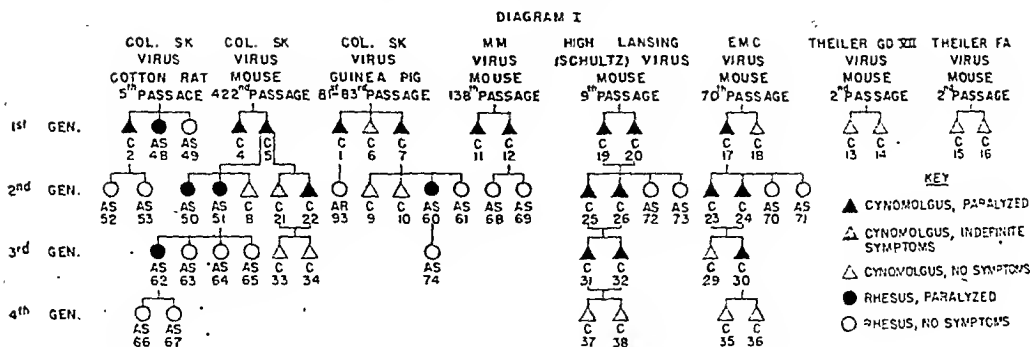 DIAGRAM I
COL. SK VIRUS COTTON RAT 5th PASSACE
COL. SK VIRUS MOUSE 422nd PASSAGE
COL. SK VIRUS GUINEA PIG 81st-83rd PASSAGE
MM VIRUS MOUSE 138th PASSAGE
HIGH LANSING (SCHULTZ) VIRUS MOUSE 9th PASSAGE
EMC VIRUS MOUSE 70th PASSAGE
THEILER GD VII VIRUS MOUSE 2nd PASSAGE
THEILER FA VIRUS MOUSE 2nd PASSAGE
1st GEN.
C AS AS C C C C C C C C C C C C C C C
2 48 49 4 5 1 6 7 11 12 19 20 17 18 13 14 15 16
2nd GEN.
AS AS AS AS C C C AR C C AS AS AS AS C C AS AS C C AS AS
52 53 50 51 8 21 22 93 9 10 60 61 68 69 25 26 72 73 23 24 70 71
3rd GEN.
AS AS AS AS C C AS C C C C
62 63 64 65 33 34 74 31 32 29 30
4th GEN.
AS AS C C C C
66 67 37 38 35 36
KEY
CYNOMOLGUS, PARALYZED
CYNOMOLGUS, INDEFINITE
SYMPTOMS
CYNOMOLGUS, NO SYMPTOMS
RHESUS, PARALYZED
RHESUS, NO SYMPTOMS